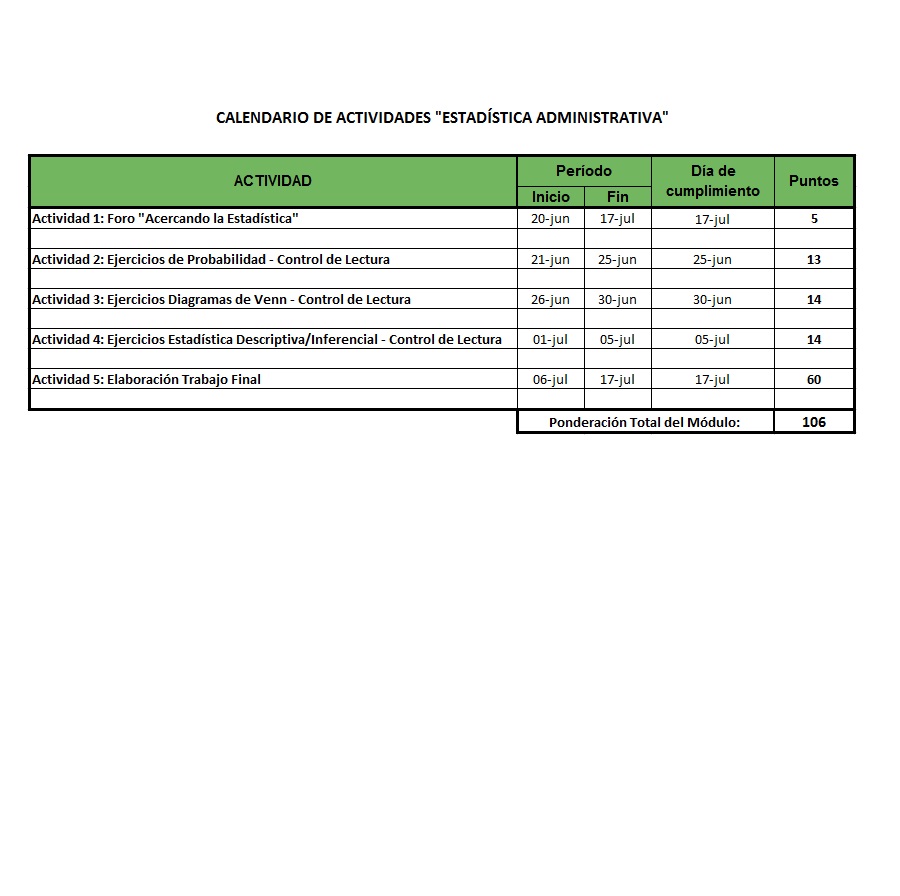 CALENDARIO DE ACTIVIDADES "ESTADÍSTICA ADMINISTRATIVA"
ACTIVIDAD Período Día de cumplimiento Puntos
Inicio Fin
Actividad 1: Foro "Acercando la Estadística" 20-jun 17-jul 17-jul 5
Actividad 2: Ejercicios de Probabilidad - Control de Lectura 21-jun 25-jun 25-jun 13
Actividad 3: Ejercicios Diagramas de Venn - Control de Lectura 26-jun 30-jun 30-jun 14
Actividad 4: Ejercicios Estadística Descriptiva/Inferencial - Control de Lectura 01-jul 05-jul 05-jul 14
Actividad 5: Elaboración Trabajo Final 06-jul 17-jul 17-jul 60
Ponderación Total del Módulo: 106